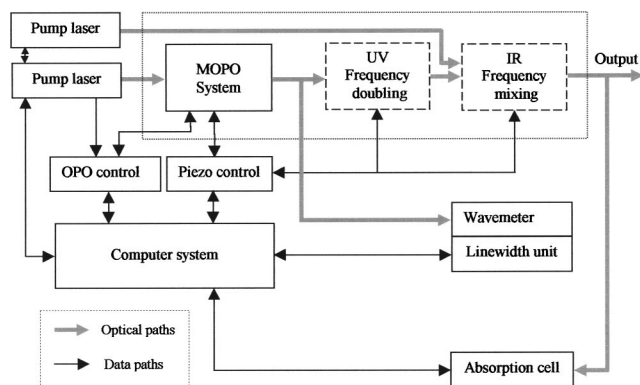 Pump laser
Pump laser
MOPO
System
UV
Frequency
doubling
IR
Frequency
mixing
Output
OPO control
Piezo control
Wavemeter
Linewidth unit
Computer system
Optical paths
Data paths
Absorption cell